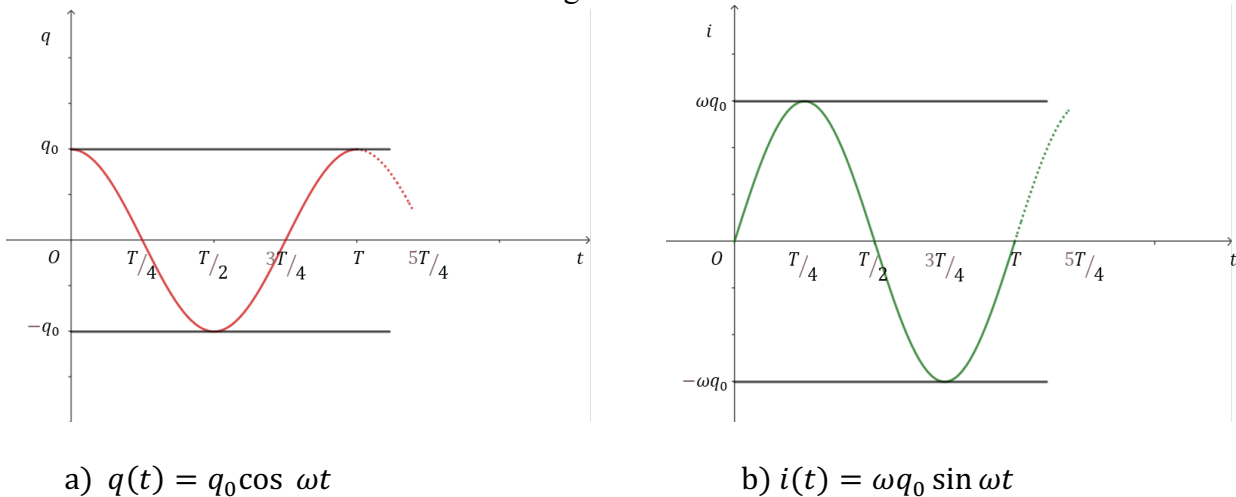 q
q₀
−q₀
O T/4 T/2 3T/4 T 5T/4 t
a) q(t) = q₀cos ωt
i
ωq₀
−ωq₀
O T/4 T/2 3T/4 T 5T/4 t
b) i(t) = ωq₀ sin ωt